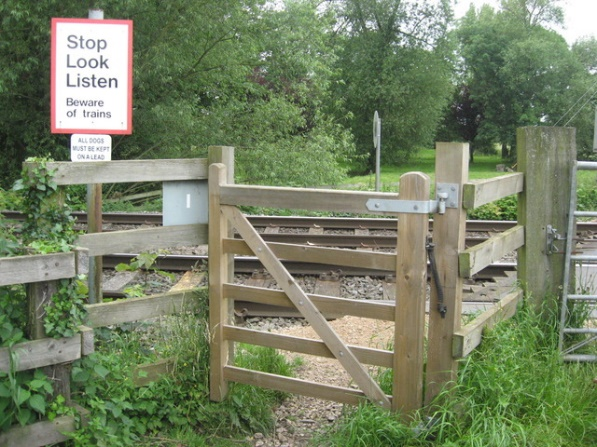 Stop
Look
Listen
Beware
of trains
ALL DOGS
MUST BE KEPT
ON A LEAD